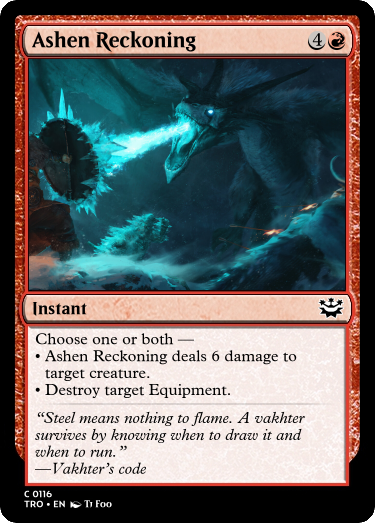 Ashen Reckoning 4
Instant
Choose one or both —
• Ashen Reckoning deals 6 damage to
target creature.
• Destroy target Equipment.
“Steel means nothing to flame. A vakhter
survives by knowing when to draw it and
when to run.”
—Vakhter’s code
C 0116
TRO • EN Ti Foo